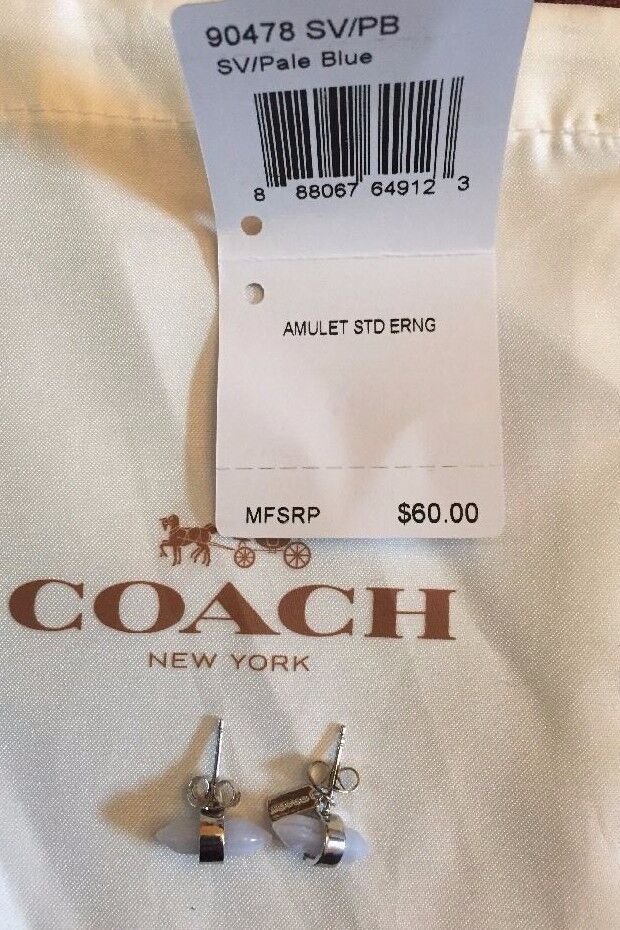 90478 SV/PB
SV/Pale Blue
8 88067 64912 3
AMULET STD ERNG
MFSRP $60.00
COACH
NEW YORK